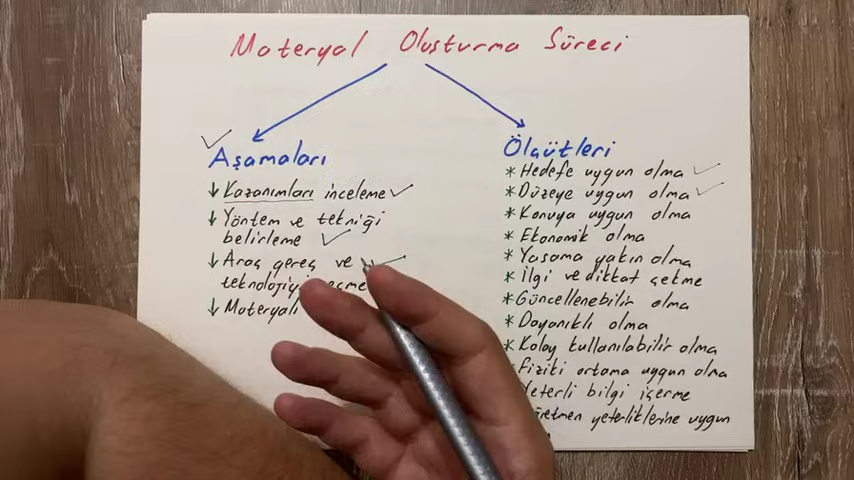 Materyal Oluşturma Süreci
Aşamaları
↓ Kazanımları inceleme
↓ Yöntem ve tekniği
belirleme
↓ Araç gereç ve
teknolojiyi
↓ Materyali
Ölçütleri
* Hedefe uygun olma
* Düzeye uygun olma
* Konuya uygun olma
* Ekonomik olma
* Yaşama yakın olma
* İlgi ve dikkat çekme
* Güncellenebilir olma
* Dayanıklı olma
* Kolay kullanılabilir olma
* Fiziki ortama uygun olma
Yeterli bilgi içerme
yeterliklerine uygun